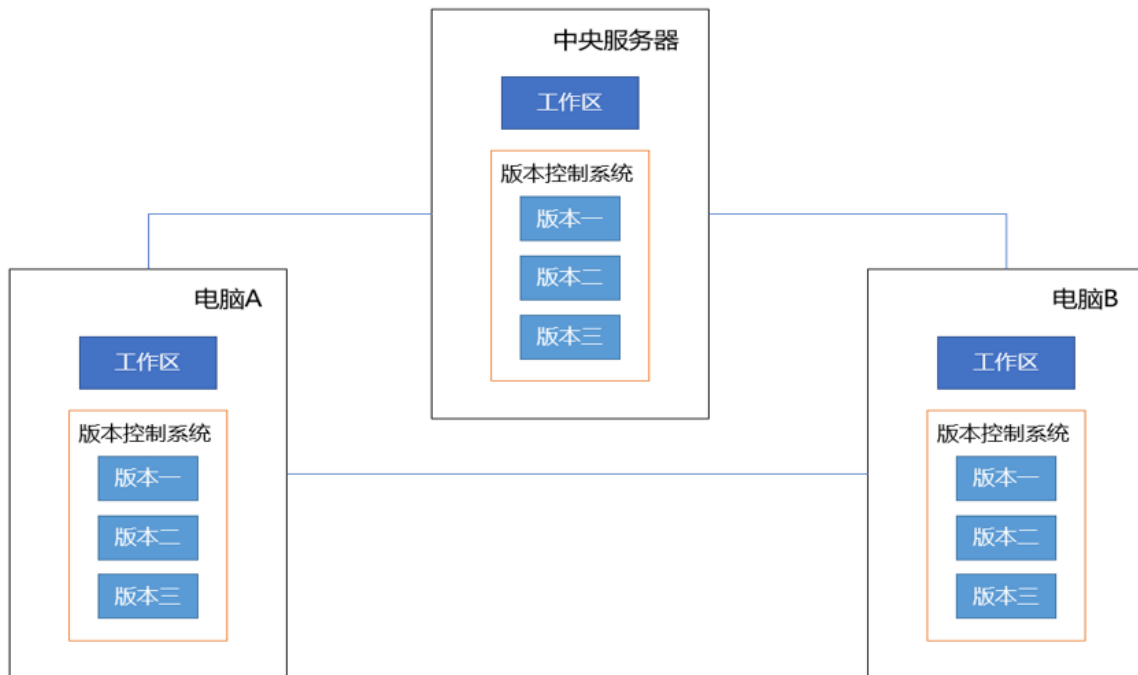 中央服务器
工作区
版本控制系统
版本一
版本二
版本三
电脑A
工作区
版本控制系统
版本一
版本二
版本三
电脑B
工作区
版本控制系统
版本一
版本二
版本三